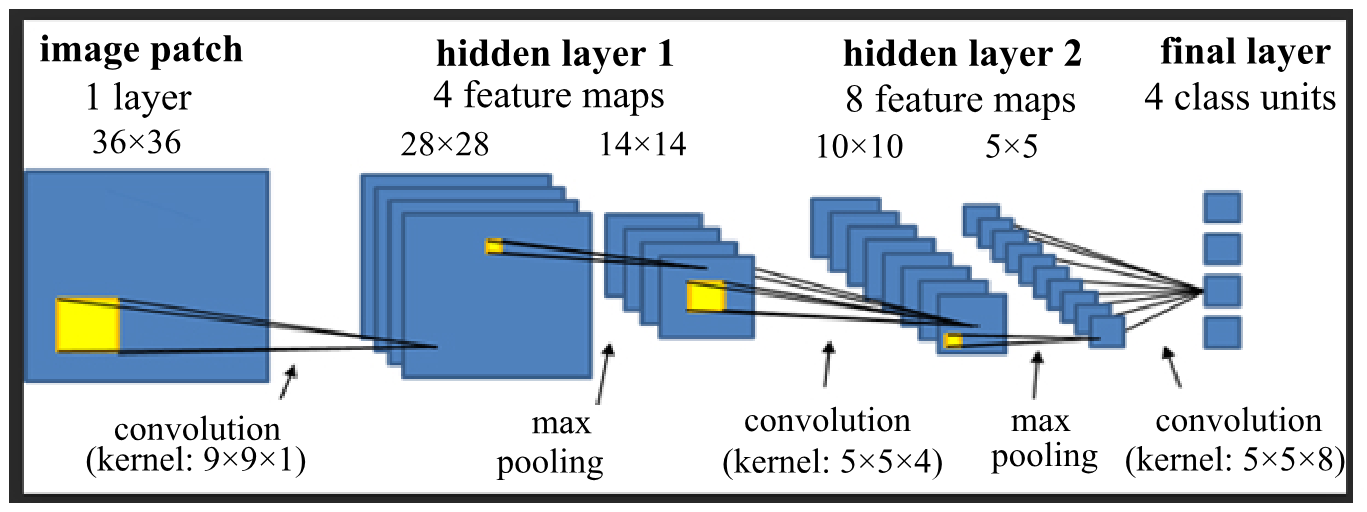 image patch
1 layer
36×36
hidden layer 1
4 feature maps
28×28
14×14
hidden layer 2
8 feature maps
10×10
5×5
final layer
4 class units
convolution
(kernel: 9×9×1)
max
pooling
convolution
(kernel: 5×5×4)
max
pooling
convolution
(kernel: 5×5×8)